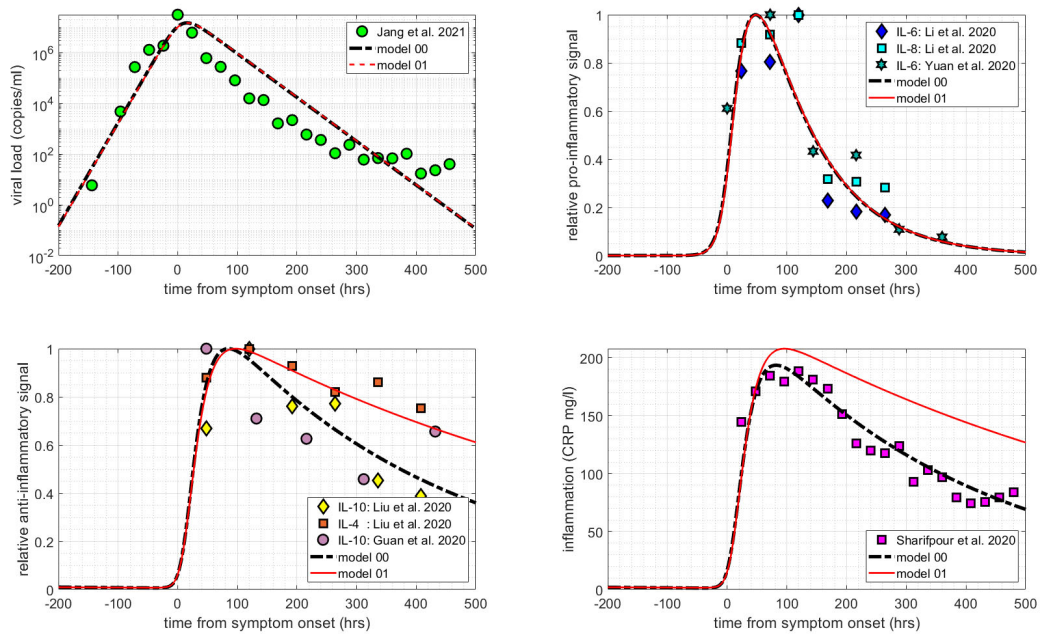 viral load (copies/ml)
10^6
10^4
10^2
10^0
10^-2
-200 -100 0 100 200 300 400 500
time from symptom onset (hrs)
Jang et al. 2021
model 00
model 01
relative pro-inflammatory signal
1
0.8
0.6
0.4
0.2
0
-200 -100 0 100 200 300 400 500
time from symptom onset (hrs)
IL-6: Li et al. 2020
IL-8: Li et al. 2020
IL-6: Yuan et al. 2020
model 00
model 01
relative anti-inflammatory signal
1
0.8
0.6
0.4
0.2
0
-200 -100 0 100 200 300 400 500
time from symptom onset (hrs)
IL-10: Liu et al. 2020
IL-4 : Liu et al. 2020
IL-10: Guan et al. 2020
model 00
model 01
inflammation (CRP mg/l)
200
150
100
50
0
-200 -100 0 100 200 300 400 500
time from symptom onset (hrs)
Sharifpour et al. 2020
model 00
model 01